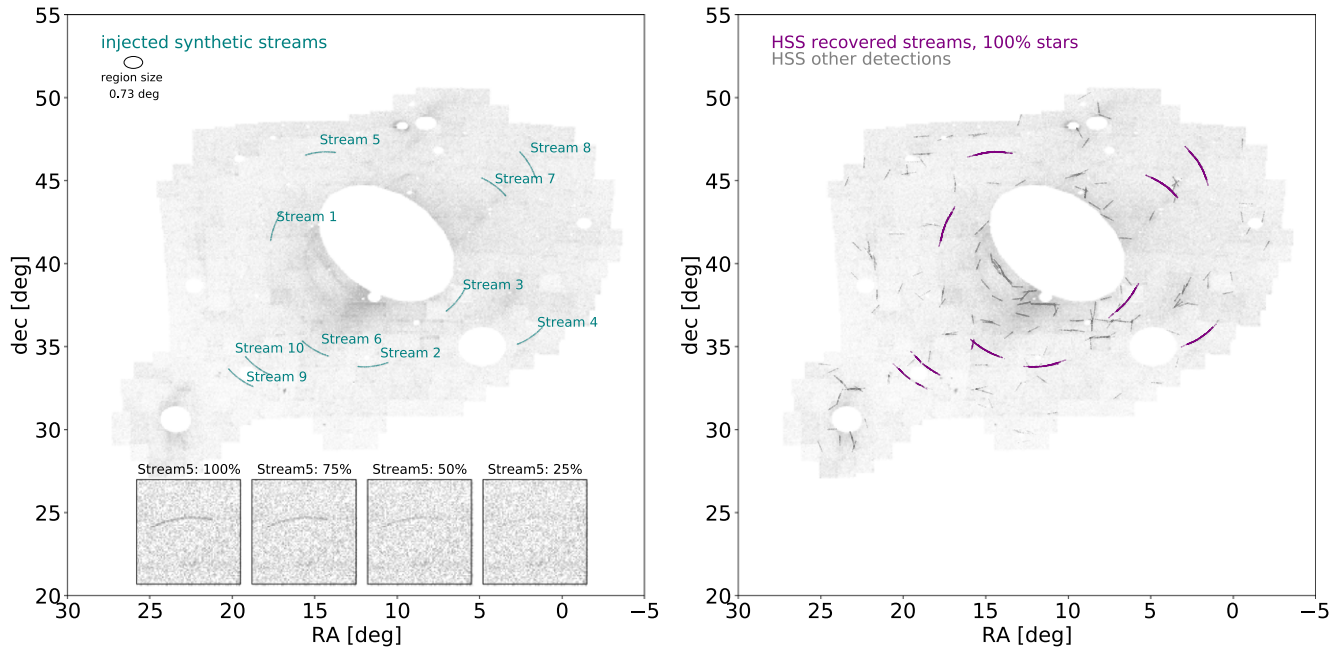 injected synthetic streams
region size
0.73 deg
Stream 5
Stream 8
Stream 7
Stream 1
Stream 3
Stream 4
Stream 6
Stream 10
Stream 2
Stream 9
Stream5: 100% Stream5: 75% Stream5: 50% Stream5: 25%
55
50
45
40
35
30
25
20
dec [deg]
30 25 20 15 10 5 0 −5
RA [deg]
HSS recovered streams, 100% stars
HSS other detections
55
50
45
40
35
30
25
20
dec [deg]
30 25 20 15 10 5 0 −5
RA [deg]